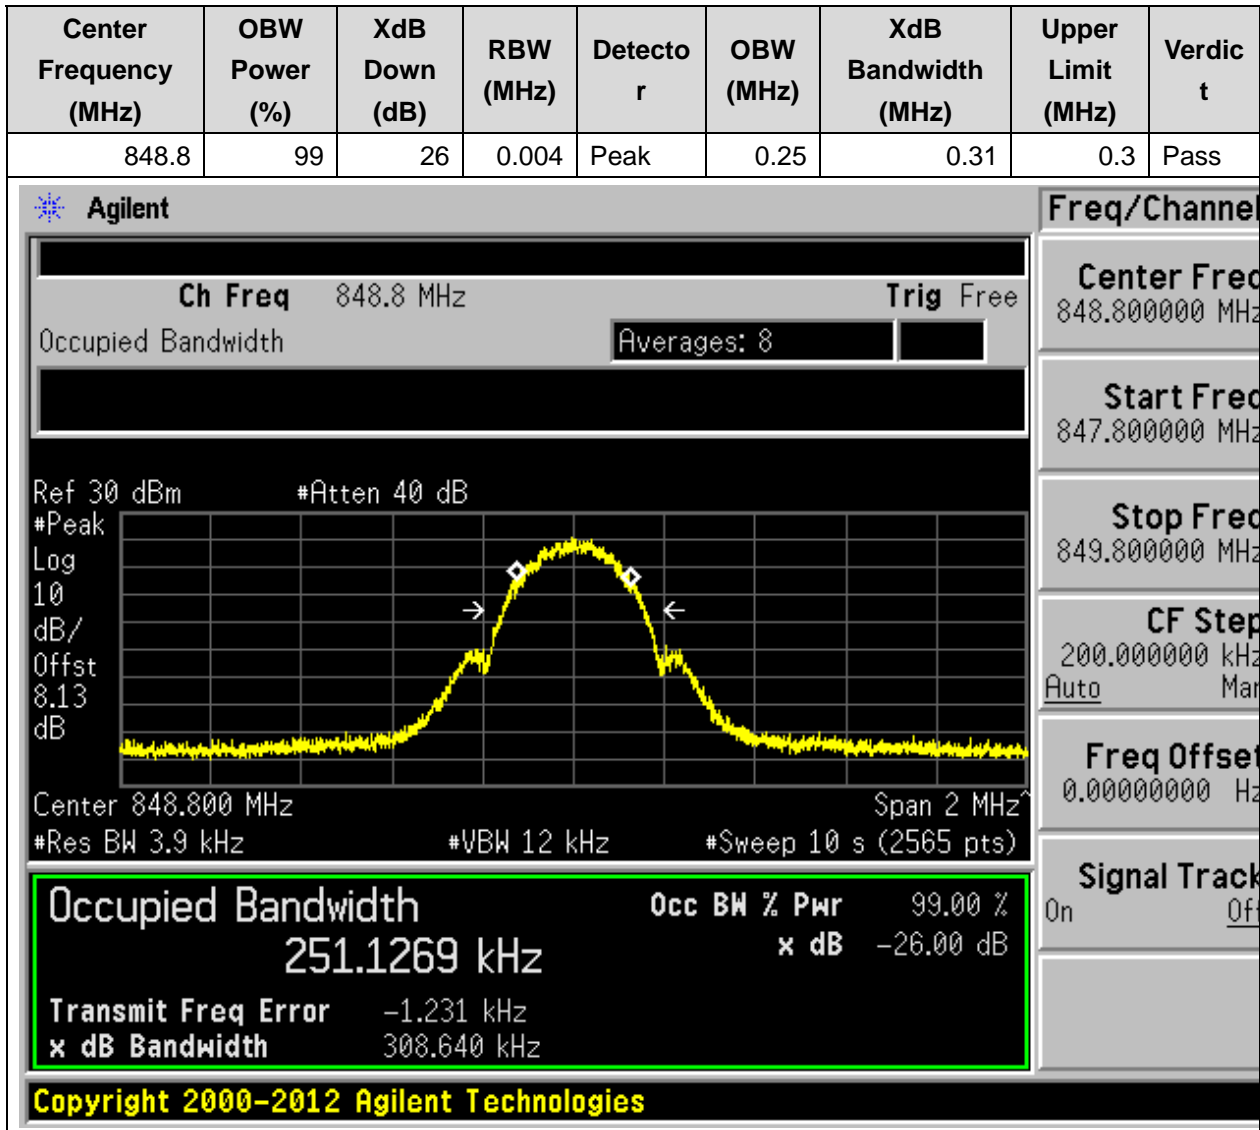 Center Frequency (MHz) OBW Power (%) XdB Down (dB) RBW (MHz) Detecto r OBW (MHz) XdB Bandwidth (MHz) Upper Limit (MHz) Verdic t
848.8 99 26 0.004 Peak 0.25 0.31 0.3 Pass
Agilent
Freq/Channel
Ch Freq 848.8 MHz Trig Free
Occupied Bandwidth Averages: 8
Center Freq
848.800000 MHz
Start Freq
847.800000 MHz
Stop Freq
849.800000 MHz
CF Step
200.000000 kHz
Auto Man
Freq Offset
0.00000000 Hz
Signal Track
On Off
Ref 30 dBm #Atten 40 dB
#Peak
Log
10
dB/
Offst
8.13
dB
Center 848.800 MHz Span 2 MHz^
#Res BW 3.9 kHz #VBW 12 kHz #Sweep 10 s (2565 pts)
Occupied Bandwidth Occ BW % Pwr 99.00 %
251.1269 kHz x dB -26.00 dB
Transmit Freq Error -1.231 kHz
x dB Bandwidth 308.640 kHz
Copyright 2000-2012 Agilent Technologies